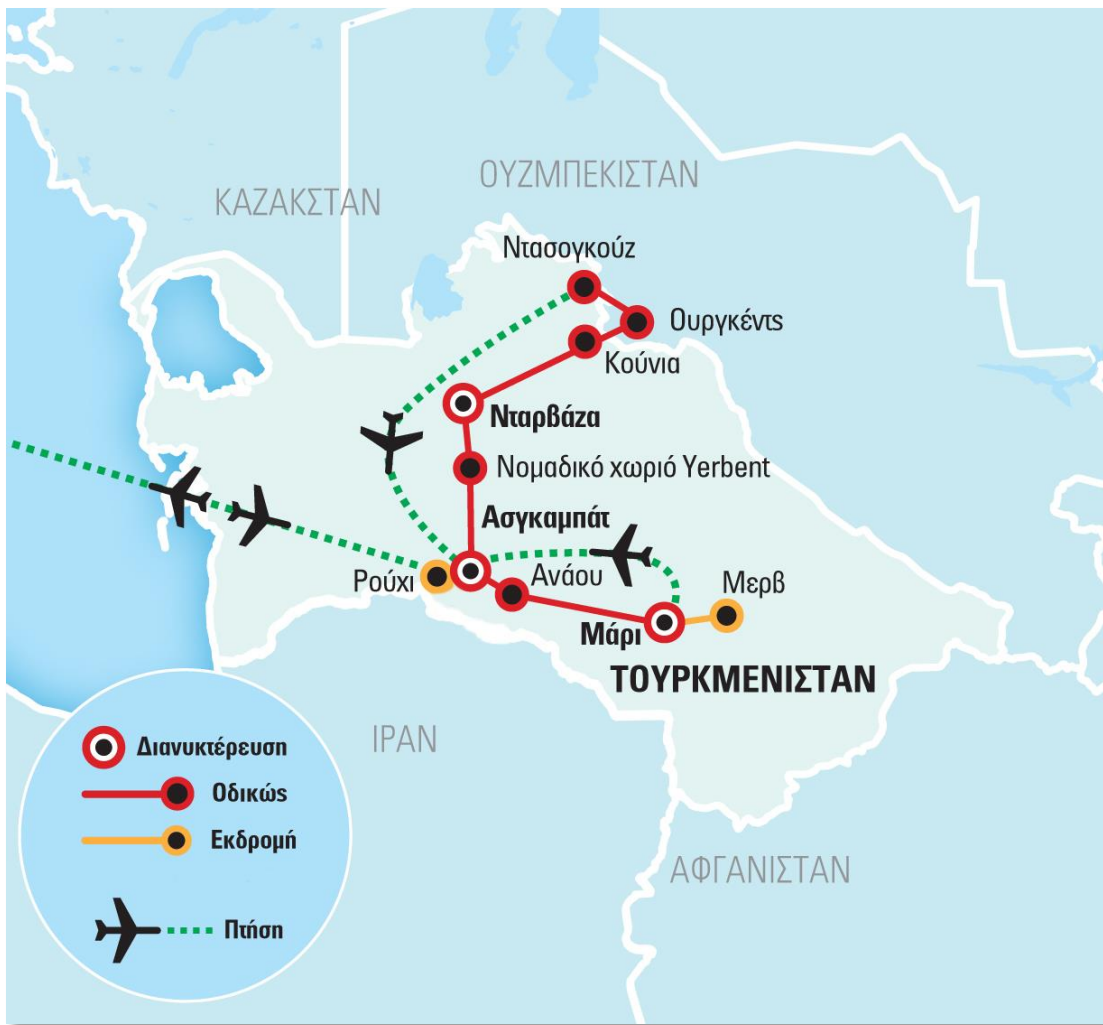 ΟΥΖΜΠΕΚΙΣΤΑΝ
ΚΑΖΑΚΣΤΑΝ
Ντασογκούζ
Ουργκέντς
Κούνια
Νταρβάζα
Νομαδικό χωριό Yerbent
Ασγκαμπάτ
Ρούχι
Ανάου
Μερβ
Μάρι
ΤΟΥΡΚΜΕΝΙΣΤΑΝ
ΙΡΑΝ
ΑΦΓΑΝΙΣΤΑΝ
Διανυκτέρευση
Οδικώς
Εκδρομή
Πτήση